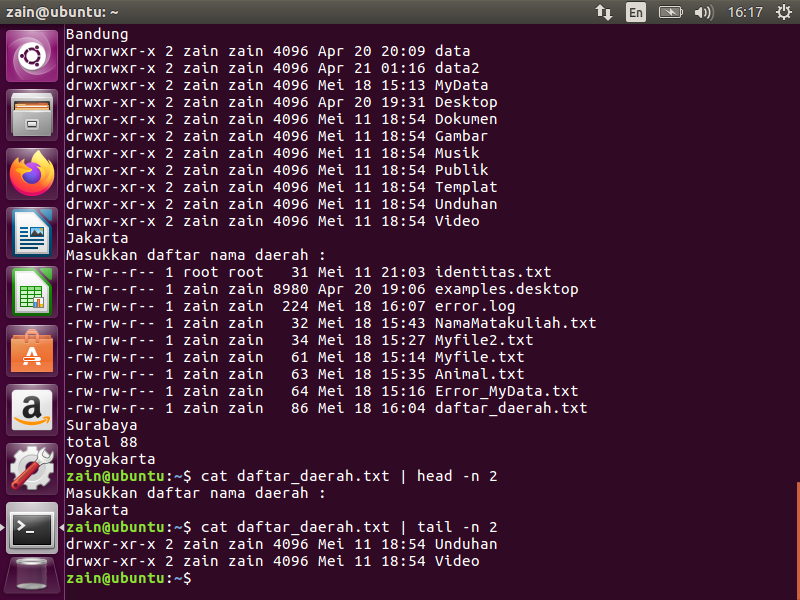 zain@ubuntu: ~
En
16:17
Bandung
drwxrwxr-x 2 zain zain 4096 Apr 20 20:09 data
drwxrwxr-x 2 zain zain 4096 Apr 21 01:16 data2
drwxrwxr-x 2 zain zain 4096 Mei 18 15:13 MyData
drwxr-xr-x 2 zain zain 4096 Apr 20 19:31 Desktop
drwxr-xr-x 2 zain zain 4096 Mei 11 18:54 Dokumen
drwxr-xr-x 2 zain zain 4096 Mei 11 18:54 Gambar
drwxr-xr-x 2 zain zain 4096 Mei 11 18:54 Musik
drwxr-xr-x 2 zain zain 4096 Mei 11 18:54 Publik
drwxr-xr-x 2 zain zain 4096 Mei 11 18:54 Templat
drwxr-xr-x 2 zain zain 4096 Mei 11 18:54 Unduhan
drwxr-xr-x 2 zain zain 4096 Mei 11 18:54 Video
Jakarta
Masukkan daftar nama daerah :
-rw-r--r-- 1 root root   31 Mei 11 21:03 identitas.txt
-rw-r--r-- 1 zain zain 8980 Apr 20 19:06 examples.desktop
-rw-rw-r-- 1 zain zain  224 Mei 18 16:07 error.log
-rw-rw-r-- 1 zain zain   32 Mei 18 15:43 NamaMatakuliah.txt
-rw-rw-r-- 1 zain zain   34 Mei 18 15:27 Myfile2.txt
-rw-rw-r-- 1 zain zain   61 Mei 18 15:14 Myfile.txt
-rw-rw-r-- 1 zain zain   63 Mei 18 15:35 Animal.txt
-rw-rw-r-- 1 zain zain   64 Mei 18 15:16 Error_MyData.txt
-rw-rw-r-- 1 zain zain   86 Mei 18 16:04 daftar_daerah.txt
Surabaya
total 88
Yogyakarta
zain@ubuntu:~$ cat daftar_daerah.txt | head -n 2
Masukkan daftar nama daerah :
Jakarta
zain@ubuntu:~$ cat daftar_daerah.txt | tail -n 2
drwxr-xr-x 2 zain zain 4096 Mei 11 18:54 Unduhan
drwxr-xr-x 2 zain zain 4096 Mei 11 18:54 Video
zain@ubuntu:~$